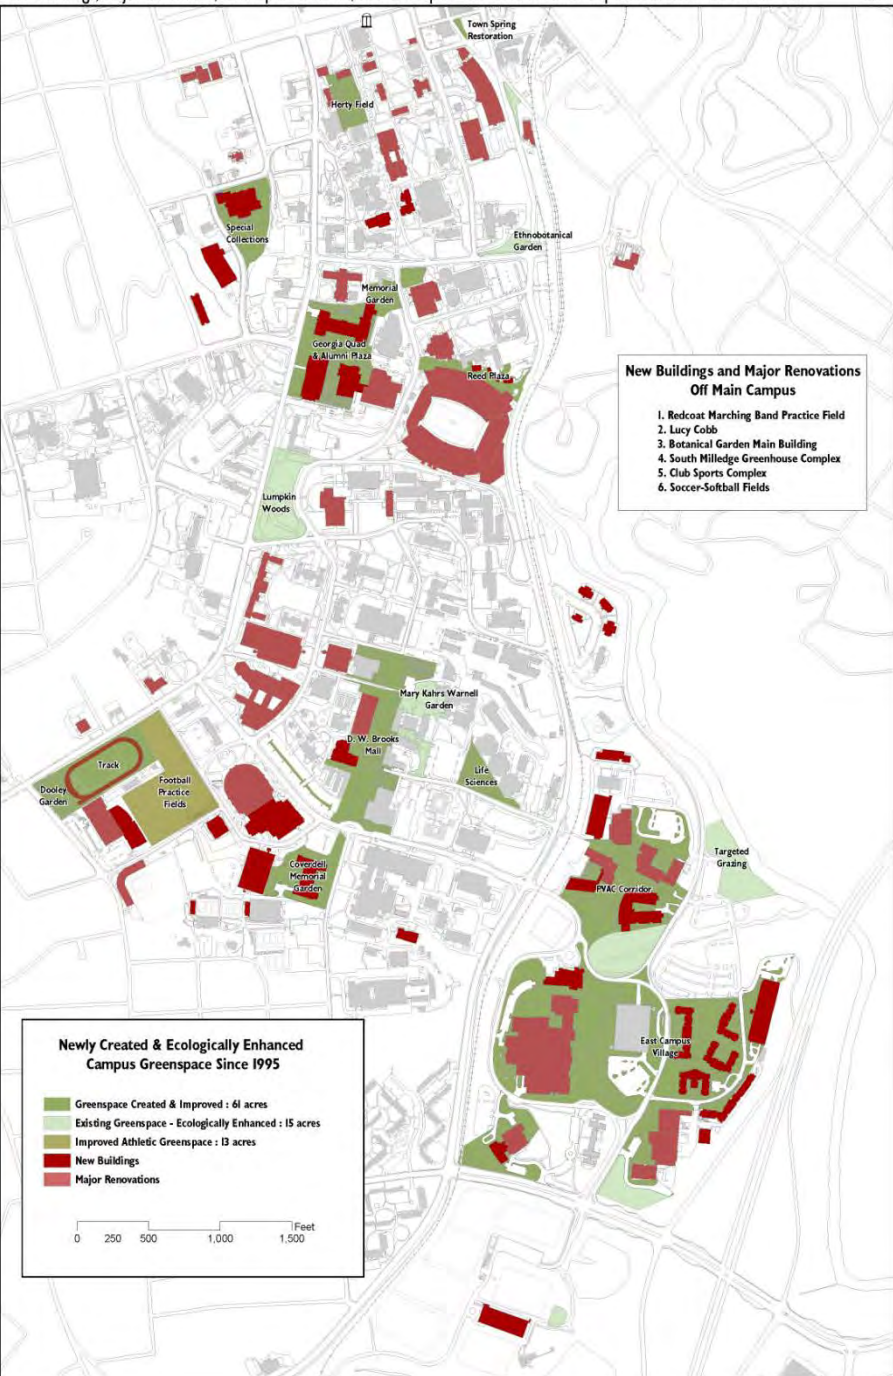 Town Spring
Restoration
Herty Field
Special
Collections
Ethnobotanical
Garden
Memorial
Garden
Georgia Quad
& Alumni Plaza
Reed Plaza
New Buildings and Major Renovations
Off Main Campus
1. Redcoat Marching Band Practice Field
2. Lucy Cobb
3. Botanical Garden Main Building
4. South Milledge Greenhouse Complex
5. Club Sports Complex
6. Soccer-Softball Fields
Lumpkin
Woods
Mary Kahrs Warnell
Garden
D. W. Brooks
Mall
Life
Sciences
Track
Dooley
Garden
Football
Practice
Fields
Coverdell
Memorial
Garden
Targeted
Grazing
PVAC Corridor
East Campus
Village
Newly Created & Ecologically Enhanced
Campus Greenspace Since 1995
Greenspace Created & Improved : 61 acres
Existing Greenspace - Ecologically Enhanced : 15 acres
Improved Athletic Greenspace : 13 acres
New Buildings
Major Renovations
Feet
0 250 500 1,000 1,500